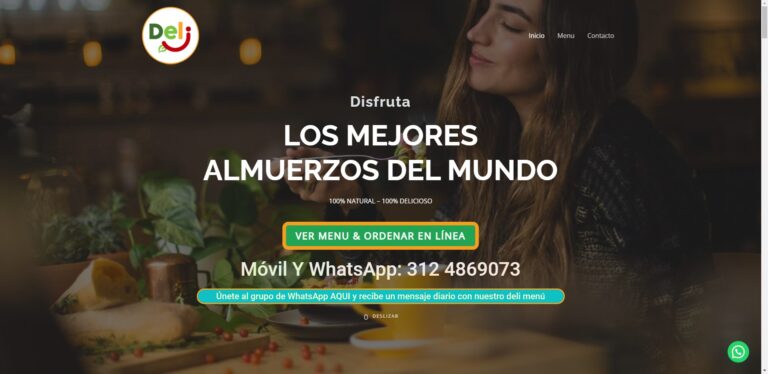 Deli
Inicio
Menu
Contacto
Disfruta
LOS MEJORES
ALMUERZOS DEL MUNDO
100% NATURAL – 100% DELICIOSO
VER MENU & ORDENAR EN LÍNEA
Móvil Y WhatsApp: 312 4869073
Únete al grupo de WhatsApp AQUI y recibe un mensaje diario con nuestro deli menú
DESLIZAR